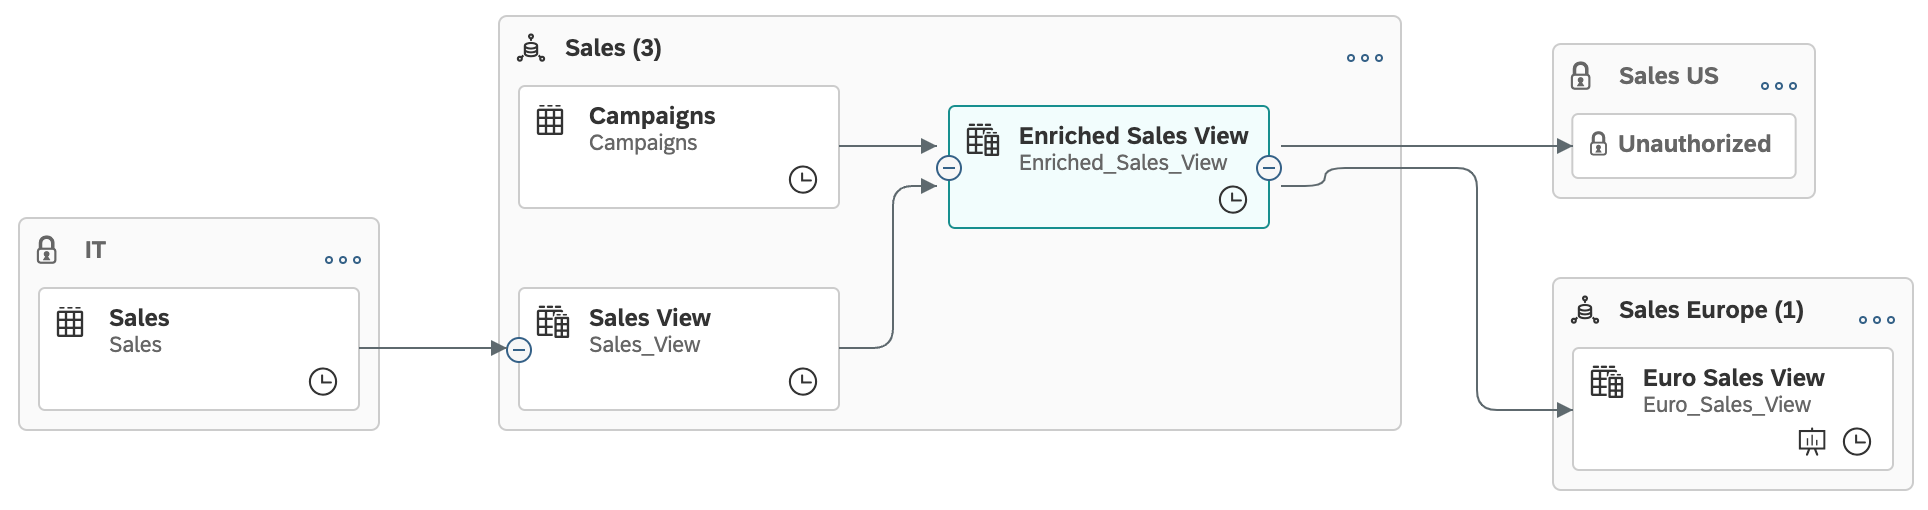 IT
Sales
Sales
Sales (3)
Campaigns
Campaigns
Sales View
Sales_View
Enriched Sales View
Enriched_Sales_View
Sales US
Unauthorized
Sales Europe (1)
Euro Sales View
Euro_Sales_View